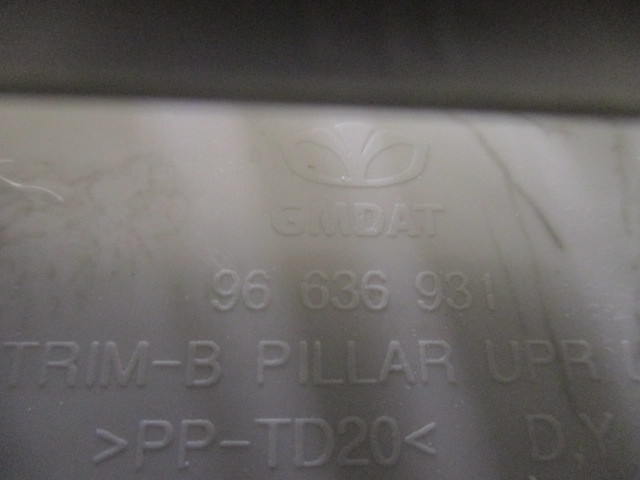 GMDAT
96 636 931
TRIM-B PILLAR UPR
>PP-TD20< D,Y